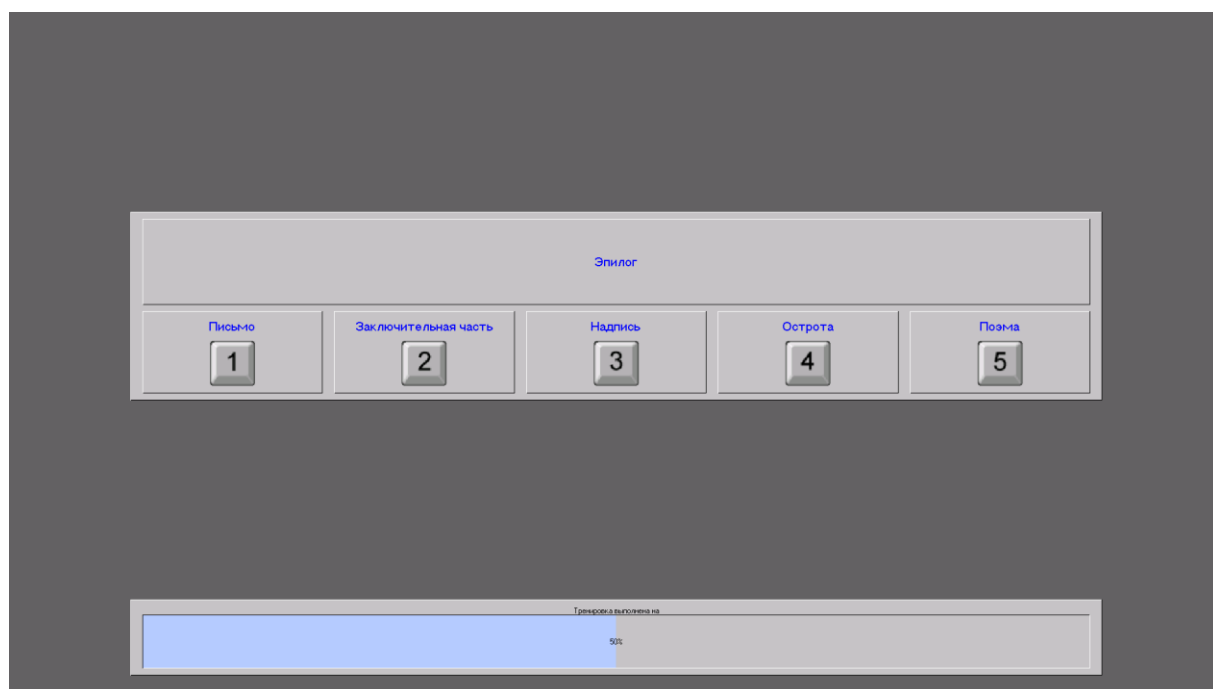 Эпилог
Письмо
Заключительная часть
Надпись
Острота
Поэма
1
2
3
4
5
Тренировка выполнена на
50%